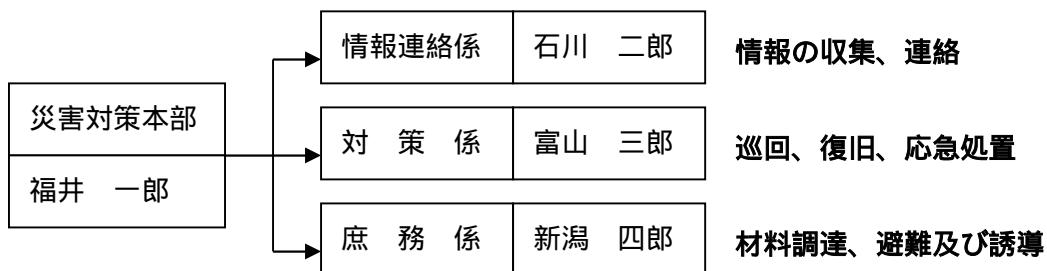 災害対策本部
福井　一郎
情報連絡係　石川　二郎　情報の収集、連絡
対　策　係　富山　三郎　巡回、復旧、応急処置
庶　務　係　新潟　四郎　材料調達、避難及び誘導